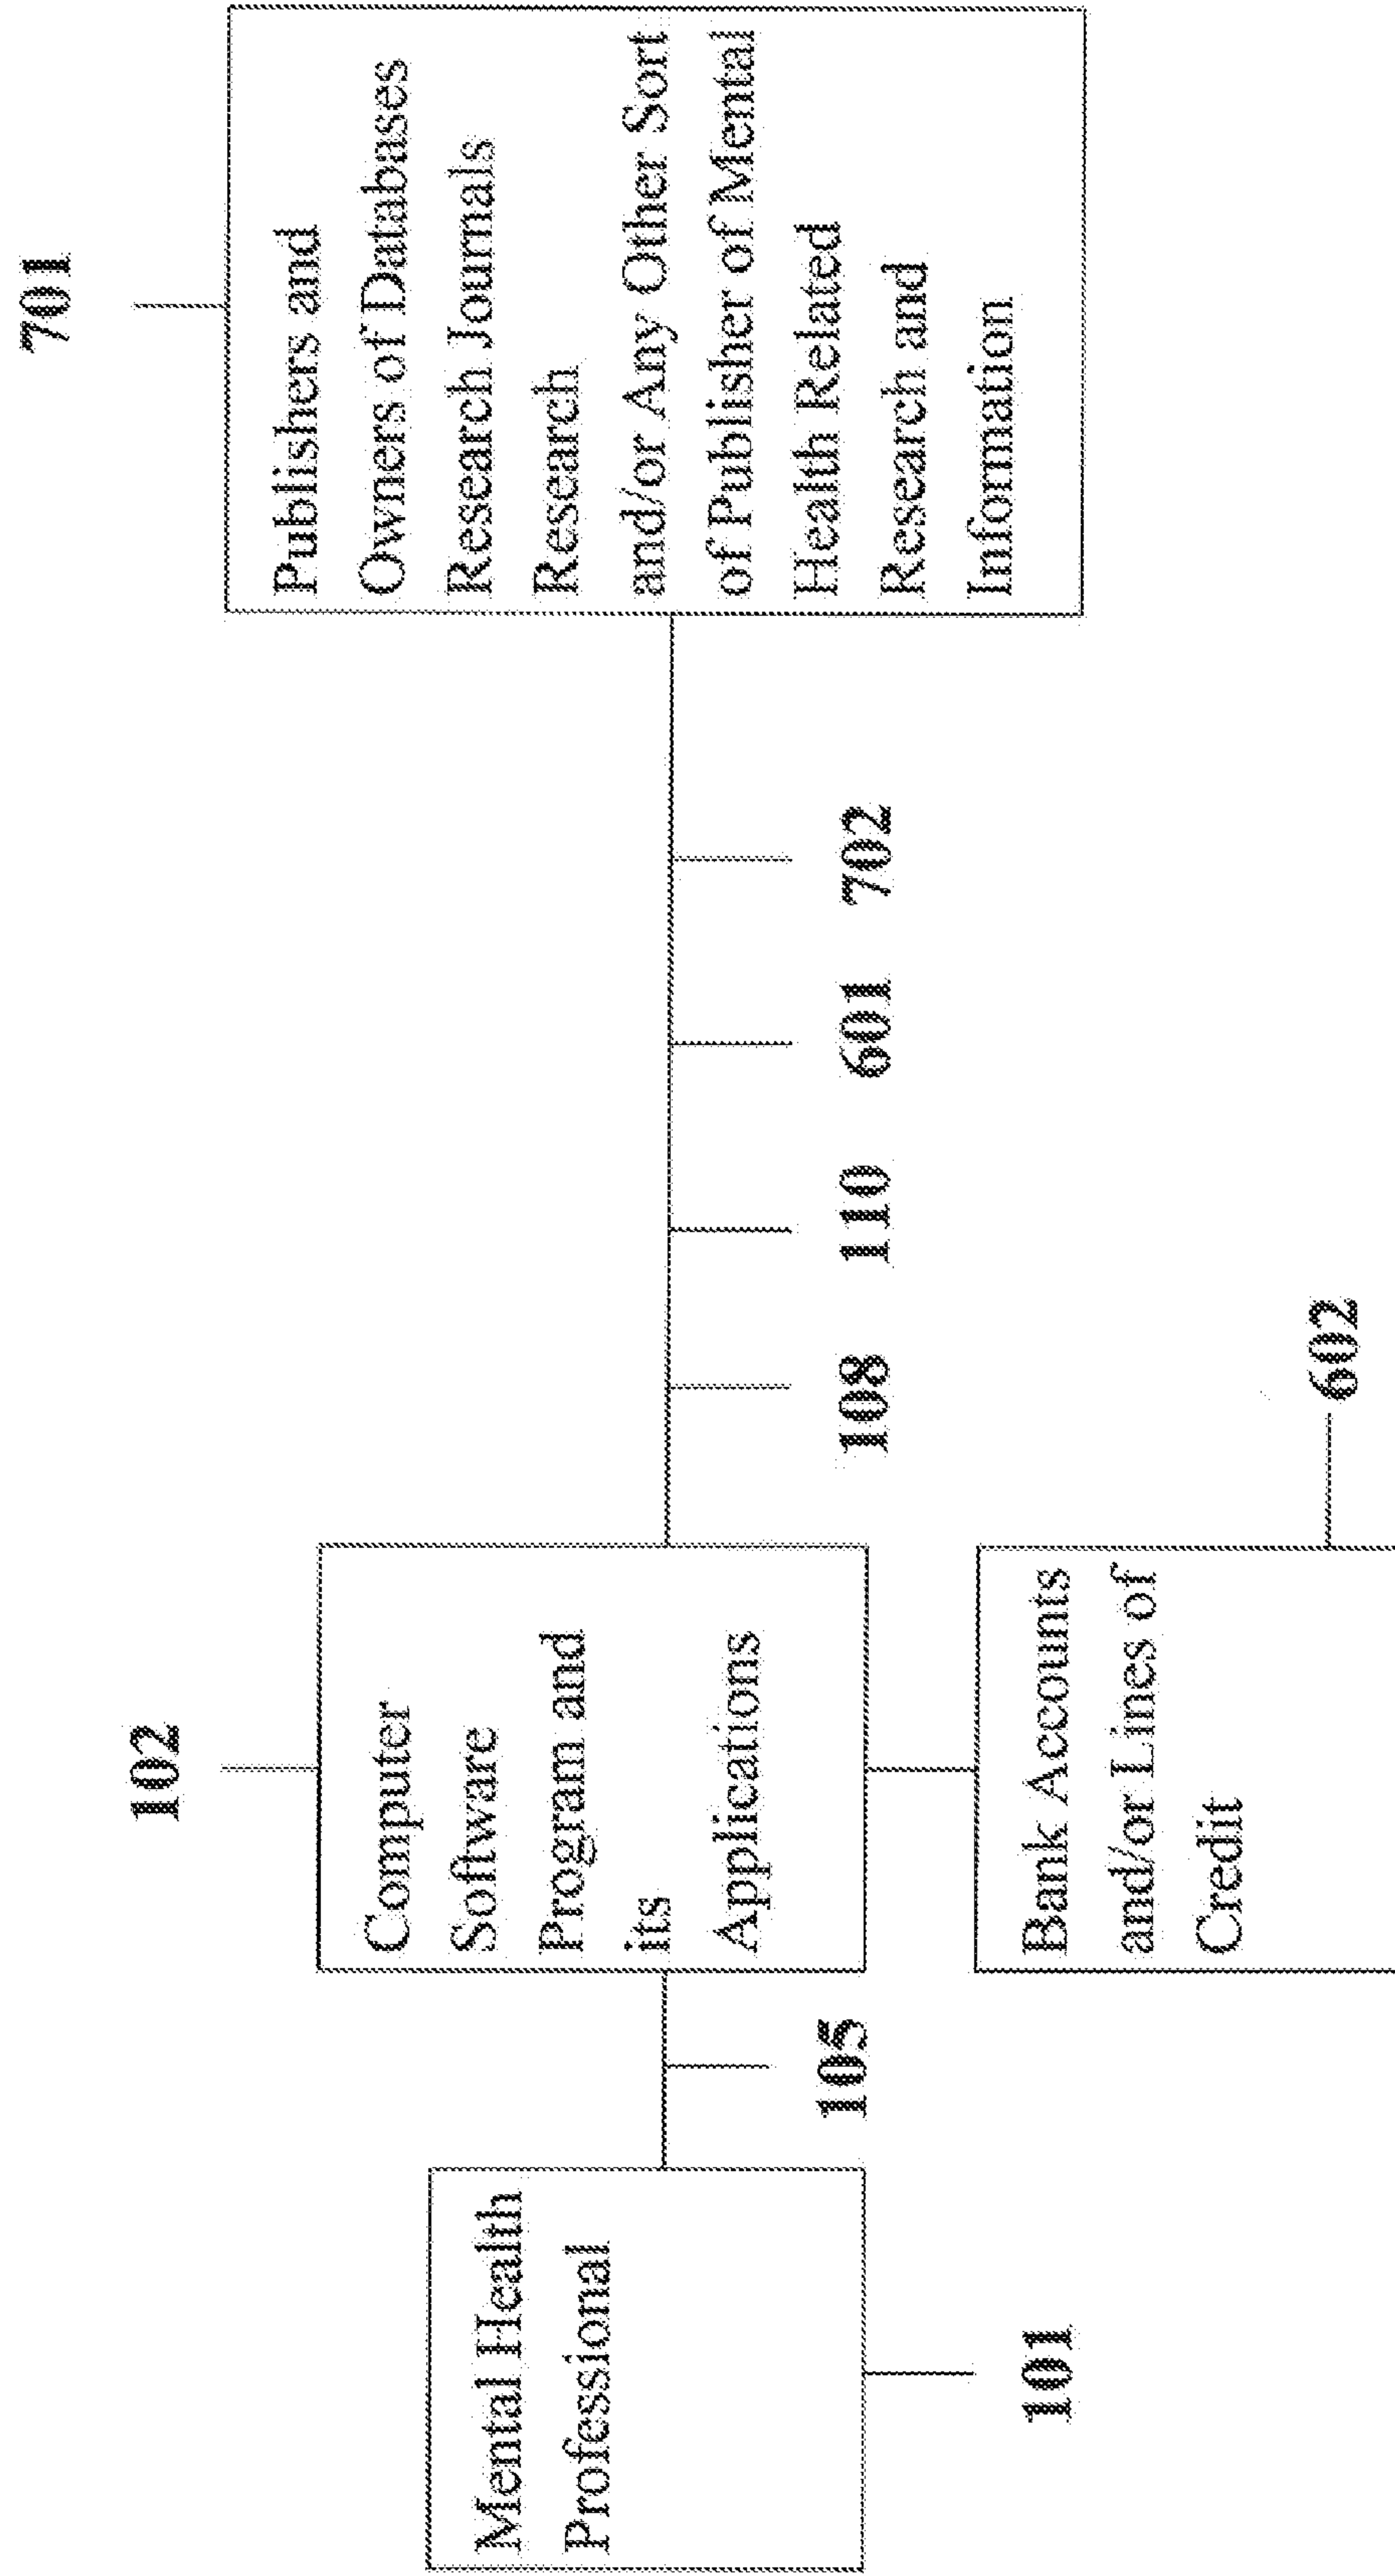 701
Publishers and
Owners of Databases
Research Journals
Research
and/or Any Other Sort
of Publisher of Mental
Health Related
Research and
Information
102
Computer
Software
Program and
its
Applications
Mental Health
Professional
105
108
110
601
702
101
Bank Accounts
and/or Lines of
Credit
602